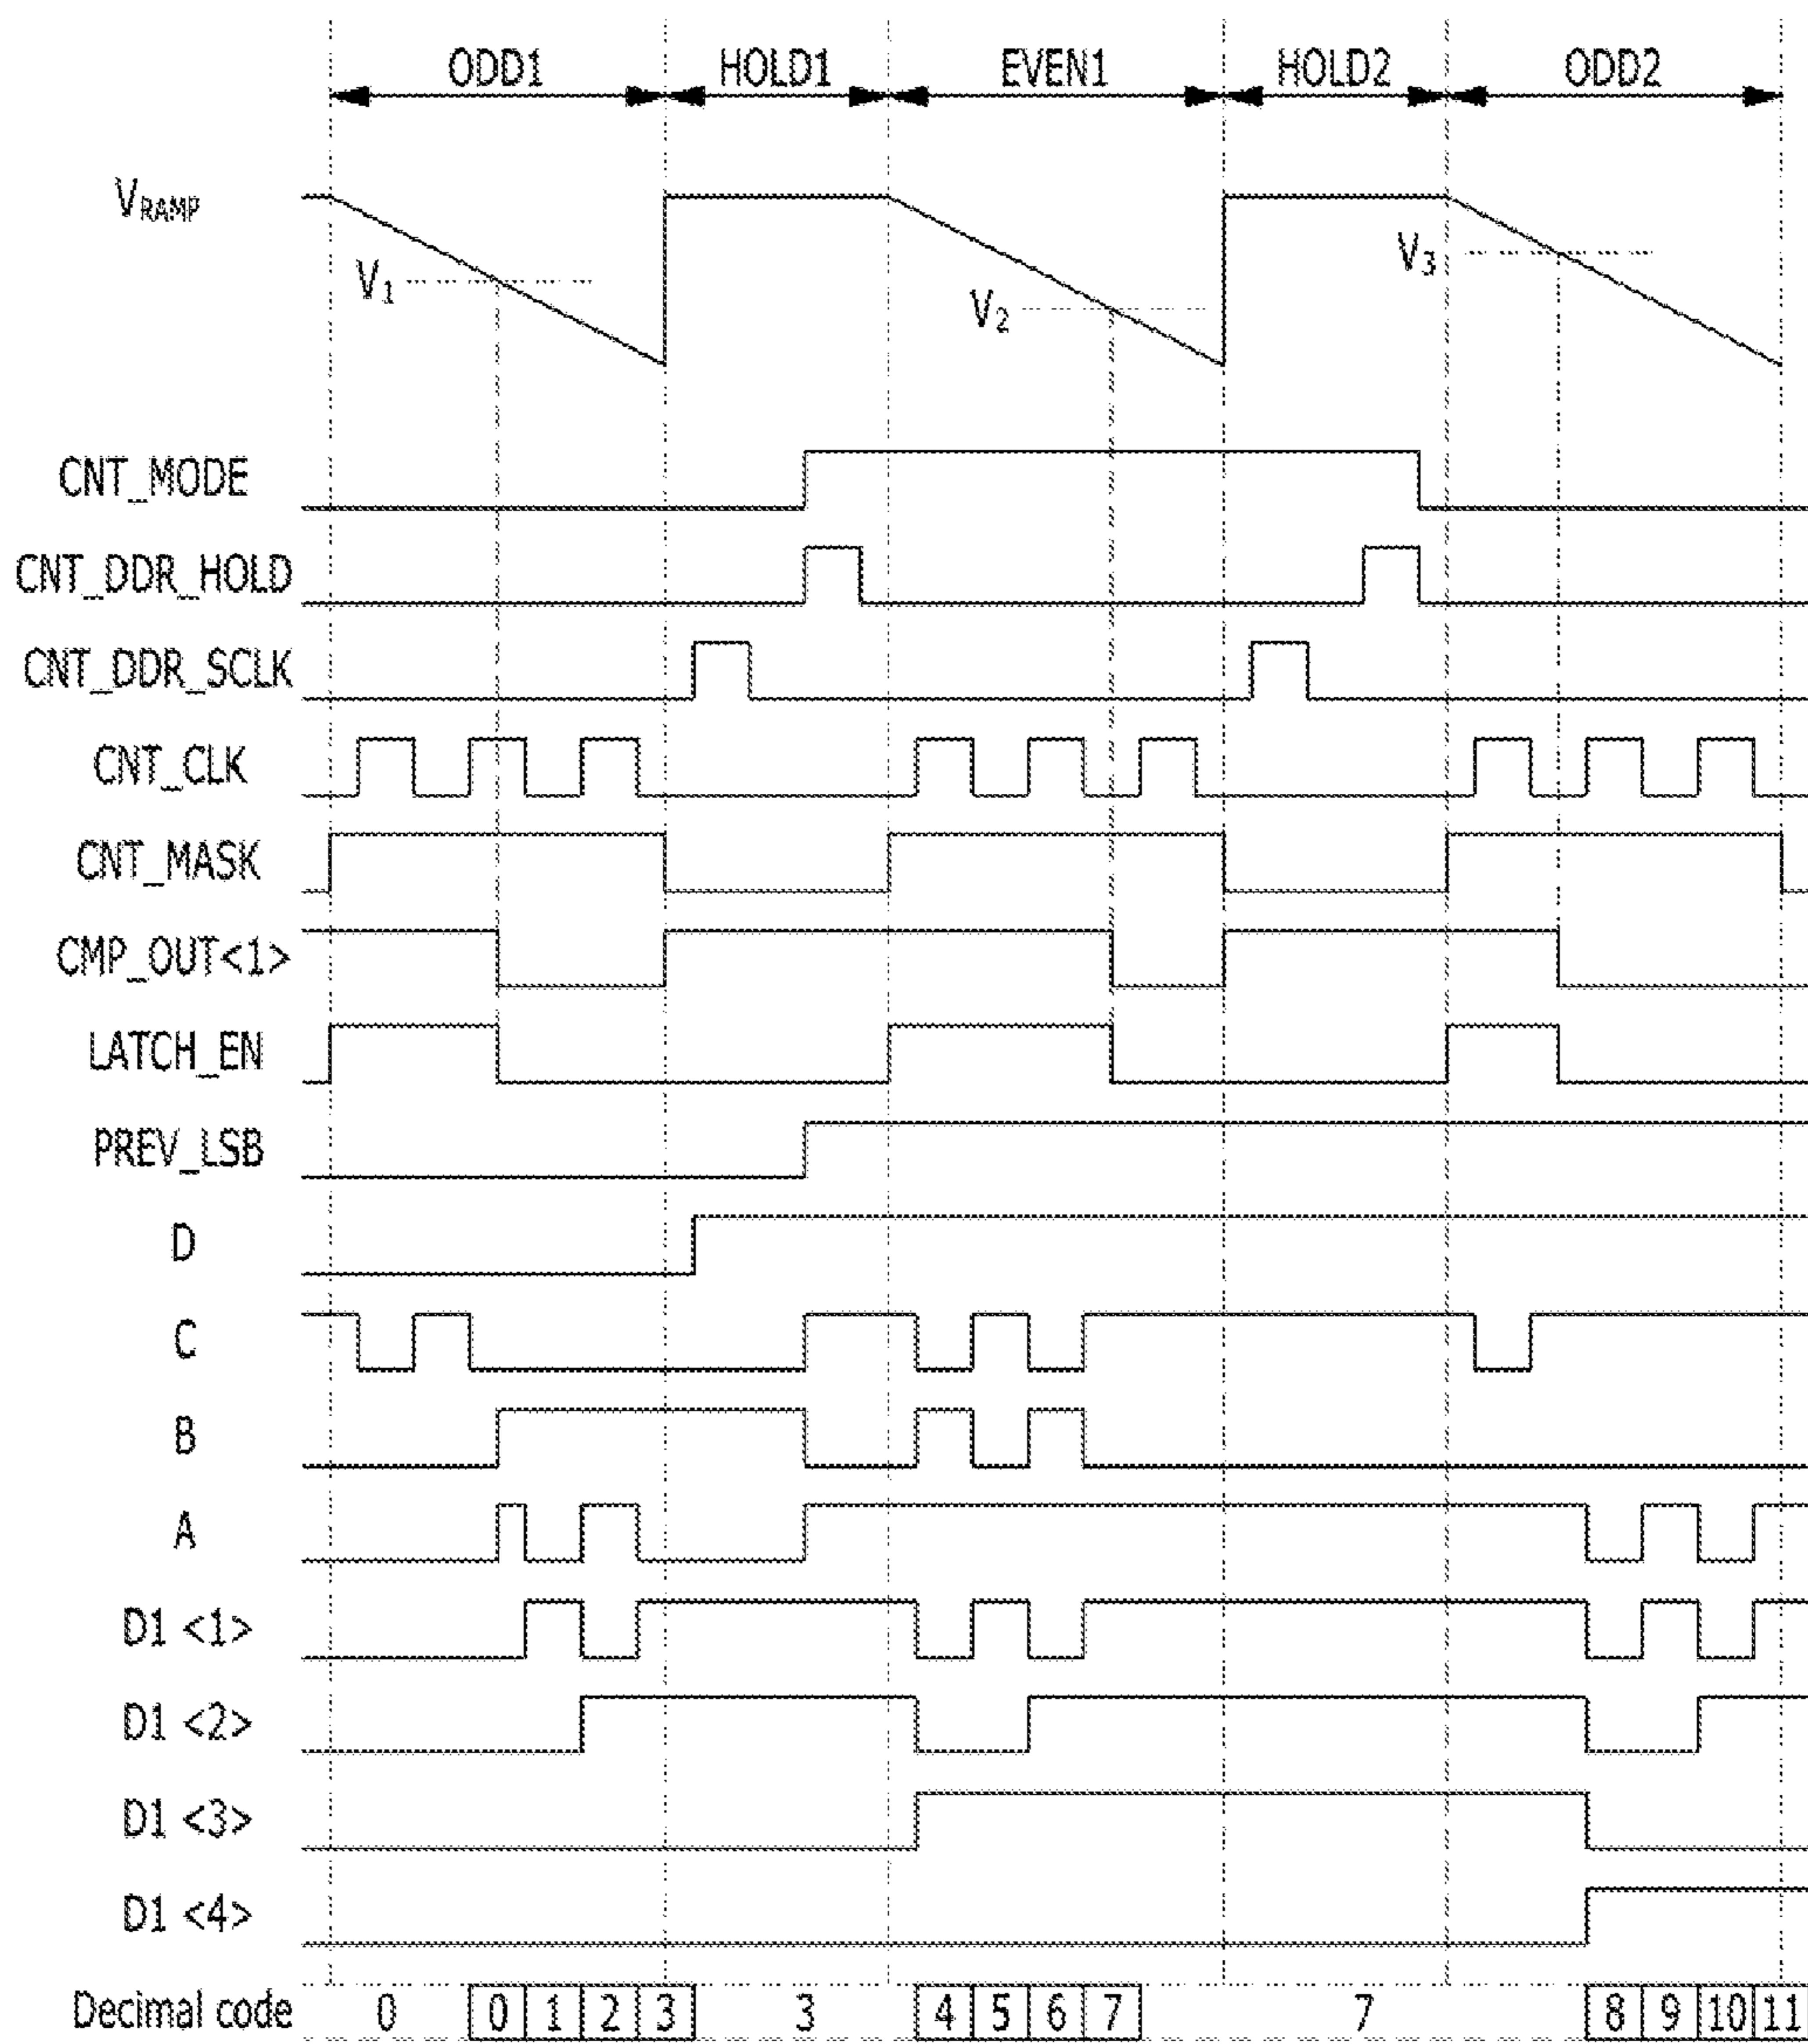 ODD1 HOLD1 EVEN1 HOLD2 ODD2
VRAMP
V1
V2
V3
CNT_MODE
CNT_DDR_HOLD
CNT_DDR_SCLK
CNT_CLK
CNT_MASK
CMP_OUT<1>
LATCH_EN
PREV_LSB
D
C
B
A
D1 <1>
D1 <2>
D1 <3>
D1 <4>
Decimal code 0 0 1 2 3 3 4 5 6 7 7 8 9 10 11